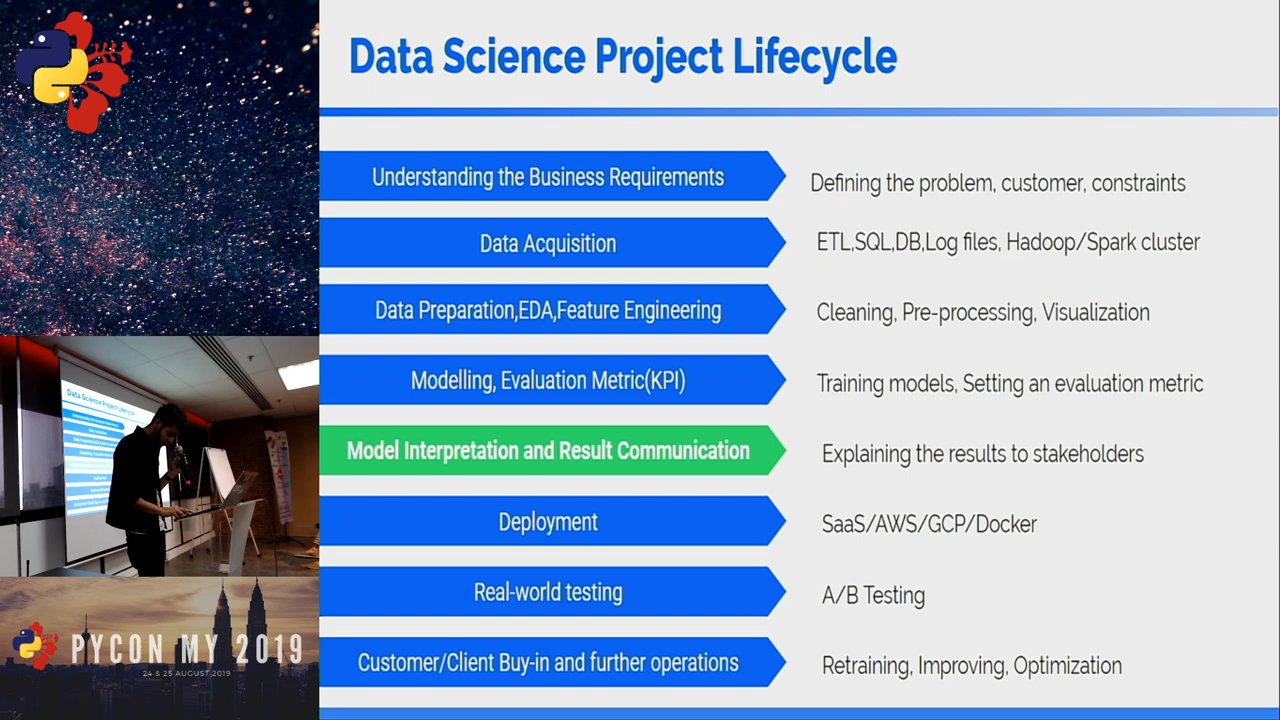 Data Science Project Lifecycle
Understanding the Business Requirements
Defining the problem, customer, constraints
Data Acquisition
ETL,SQL,DB,Log files, Hadoop/Spark cluster
Data Preparation,EDA,Feature Engineering
Cleaning, Pre-processing, Visualization
Modelling, Evaluation Metric(KPI)
Training models, Setting an evaluation metric
Model Interpretation and Result Communication
Explaining the results to stakeholders
Deployment
SaaS/AWS/GCP/Docker
Real-world testing
A/B Testing
Customer/Client Buy-in and further operations
Retraining, Improving, Optimization
Data Science Project Lifecycle
PYCON MY 2019
24 & 25 AUGUST 2019